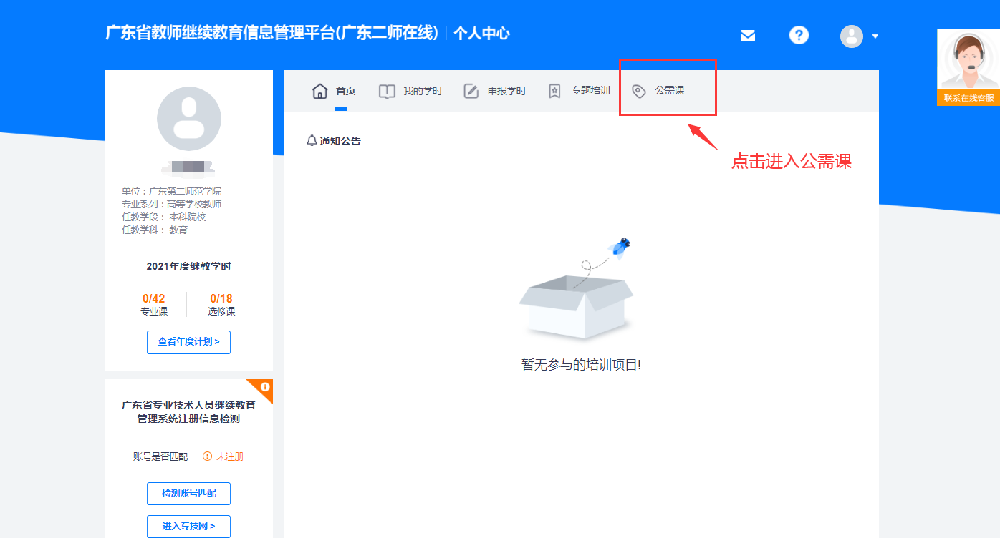 广东省教师继续教育信息管理平台(广东二师在线) 个人中心
?
联系在线客服
首页 我的学时 申报学时 专题培训 公需课
通知公告
点击进入公需课
单位：广东第二师范学院
专业系列：高等学校教师
任教学段： 本科院校
任教学科： 教育
2021年度继教学时
0/42 0/18
专业课 选修课
查看年度计划 >
暂无参与的培训项目!
广东省专业技术人员继续教育
管理系统注册信息检测
账号是否匹配 未注册
检测账号匹配
进入专技网 >